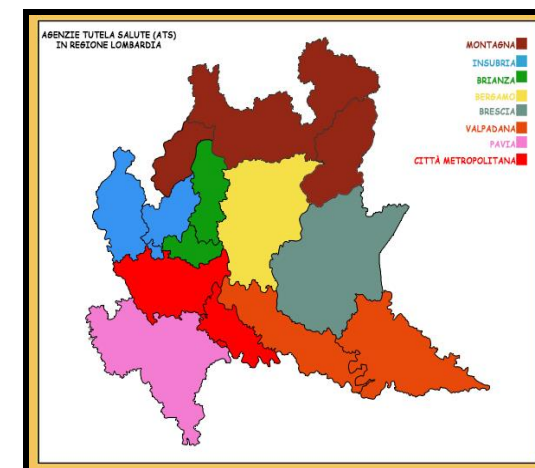 AGENZIE TUTELA SALUTE (ATS)
IN REGIONE LOMBARDIA
MONTAGNA
INSUBRIA
BRIANZA
BERGAMO
BRESCIA
VALPADANA
PAVIA
CITTÀ METROPOLITANA